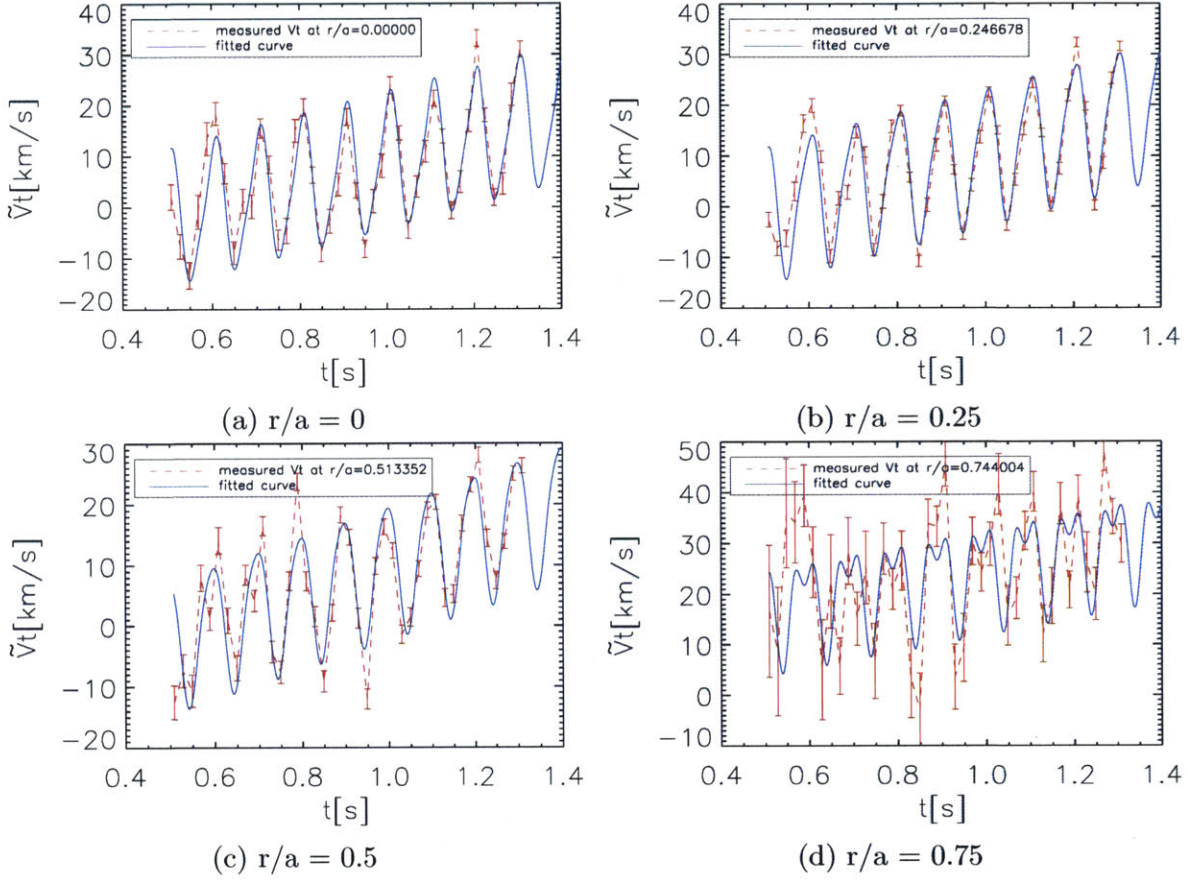 measured Vt at r/a=0.00000
fitted curve
40
30
20
10
0
−10
−20
Ṽt[km/s]
0.4 0.6 0.8 1.0 1.2 1.4
t[s]
(a) r/a = 0
measured Vt at r/a=0.246678
fitted curve
40
30
20
10
0
−10
−20
Ṽt[km/s]
0.4 0.6 0.8 1.0 1.2 1.4
t[s]
(b) r/a = 0.25
measured Vt at r/a=0.513352
fitted curve
30
20
10
0
−10
−20
Ṽt[km/s]
0.4 0.6 0.8 1.0 1.2 1.4
t[s]
(c) r/a = 0.5
measured Vt at r/a=0.744004
fitted curve
50
40
30
20
10
0
−10
Ṽt[km/s]
0.4 0.6 0.8 1.0 1.2 1.4
t[s]
(d) r/a = 0.75